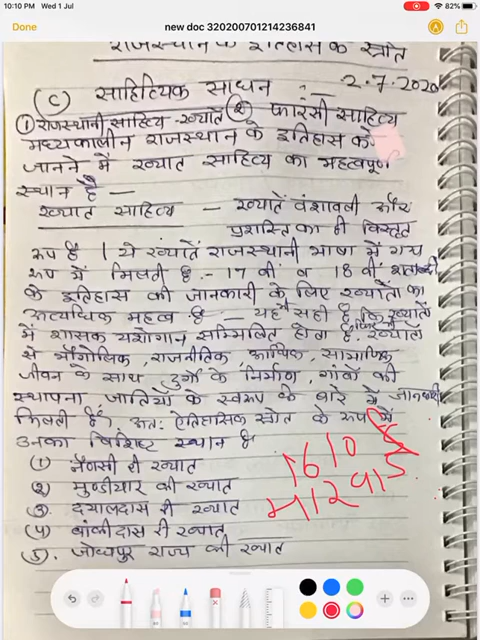 10:10 PM Wed 1 Jul
82%
Done
new doc 320200701214236841
राजस्थान के इतिहास के स्रोत
(C) साहित्यिक साधन :- 2.7.2020
① राजस्थानी साहित्य ख्यातें ② फारसी साहित्य
मध्यकालीन राजस्थान के इतिहास को
जानने में ख्यात साहित्य का महत्वपूर्ण
स्थान है —
ख्यात साहित्य — ख्यातें वंशावली और
प्रशस्ति का ही विस्तृत
रूप है । ये ख्यातें राजस्थानी भाषा में गद्य
रूप में मिलती है - 17 वीं व 18 वीं शताब्दी
के इतिहास की जानकारी के लिए ख्यातों का
अत्यधिक महत्व है — यह सही है कि ख्यातों
में शासक यशोगान सम्मिलित होता है ख्यातों
से भौगोलिक, राजनीतिक आर्थिक, सामाजिक
जीवन के साथ दुर्गों के निर्माण, गांवों की
स्थापना जातियों के स्वरूप के बारे में जानकारी
मिलती है अतः ऐतिहासिक स्रोत के रूप में
उनका विशिष्ट स्थान है
(1) नैणसी री ख्यात
1610
(2) मुण्डीयार की ख्यात
(3) दयालदास री ख्यात
(4) बांकीदास री ख्यात
(5) जोधपुर राज्य की ख्यात